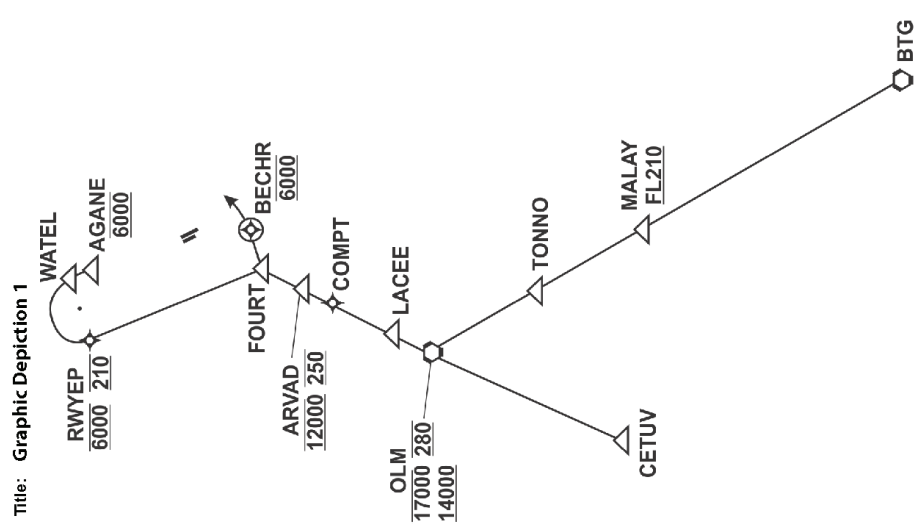 Title: Graphic Depiction 1
WATEL
AGANE
6000
RWYEP
6000 210
BECHR
6000
FOURT
ARVAD
12000 250
COMPT
LACEE
OLM
17000 280
14000
TONNO
MALAY
FL210
CETUV
BTG